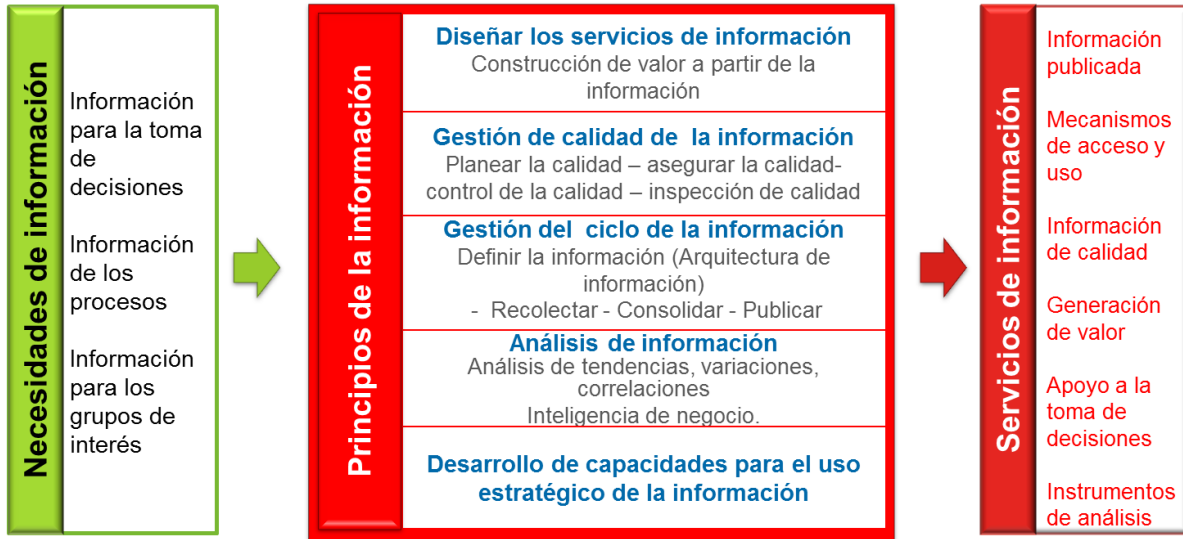 Necesidades de información
Información
para la toma
de
decisiones
Información
de los
procesos
Información
para los
grupos de
interés
Principios de la información
Diseñar los servicios de información
Construcción de valor a partir de la
información
Gestión de calidad de la información
Planear la calidad – asegurar la calidad-
control de la calidad – inspección de calidad
Gestión del ciclo de la información
Definir la información (Arquitectura de
información)
- Recolectar - Consolidar - Publicar
Análisis de información
Análisis de tendencias, variaciones,
correlaciones
Inteligencia de negocio.
Desarrollo de capacidades para el uso
estratégico de la información
Servicios de información
Información
publicada
Mecanismos
de acceso y
uso
Información
de calidad
Generación
de valor
Apoyo a la
toma de
decisiones
Instrumentos
de análisis